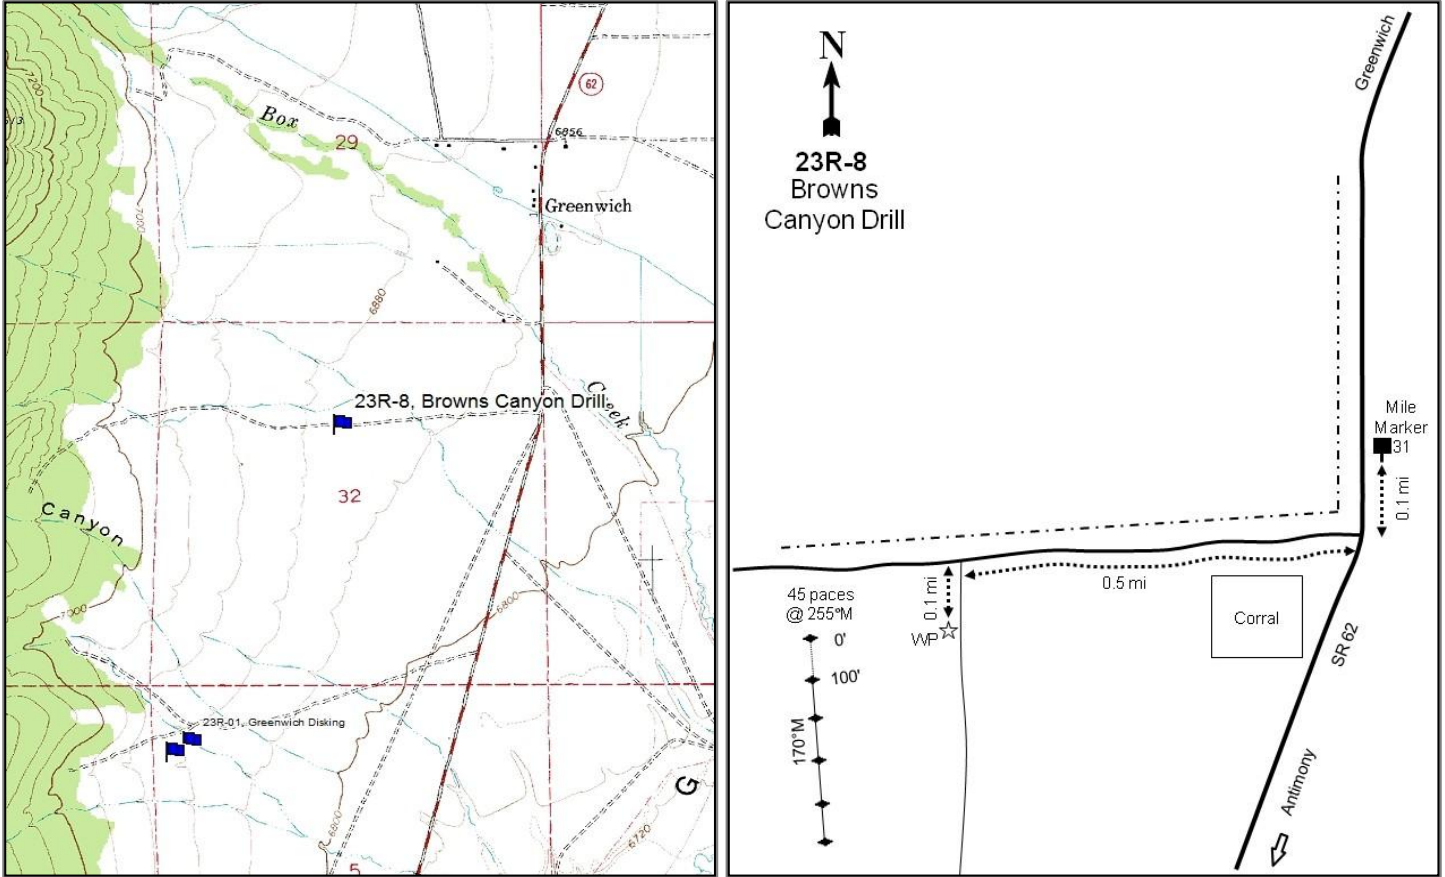 7200
62
6856
Box
29
Greenwich
7000
6880
23R-8, Browns Canyon Drill
Creek
32
Canyon
7000
6800
23R-01, Greenwich Disking
G
6800
6720
5
N
23R-8
Browns
Canyon Drill
Greenwich
Mile
Marker
31
0.1 mi
0.5 mi
45 paces
@ 255°M
0.1 mi
WP
0'
100'
170°M
Corral
SR 62
Antimony